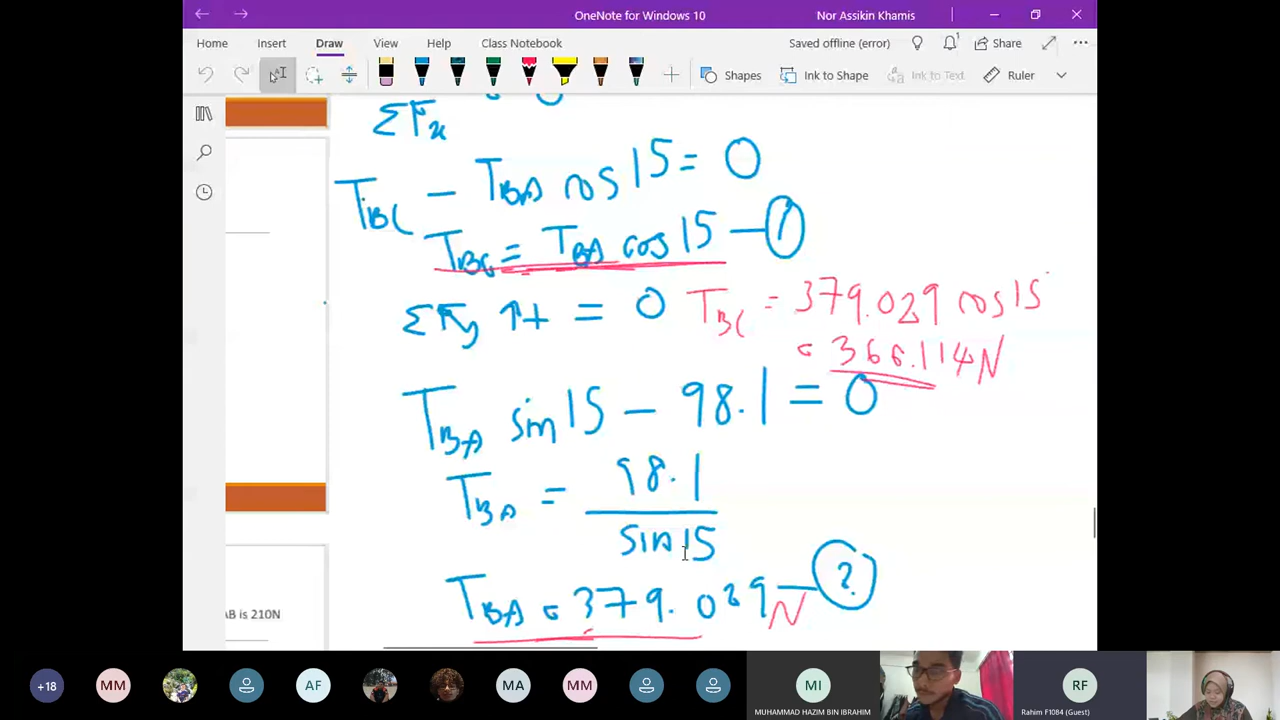 OneNote for Windows 10
Nor Assikin Khamis
Home Insert Draw View Help Class Notebook
Saved offline (error)
Share
Shapes
Ink to Shape
Ink to Text
Ruler
ΣFx = 0
TBC - TBA cos 15 = 0
TBC = TBA cos 15 — ①
ΣFy ↑+ = 0
TBC = 379.029 cos 15
= 366.114 N
TBA sin 15 - 98.1 = 0
TBA = 98.1
sin 15
TBA = 379.029 N — ②
AB is 210N
+18 MM AF MA MM MI RF
MUHAMMAD HAZIM BIN IBRAHIM
Rahim F1084 (Guest)